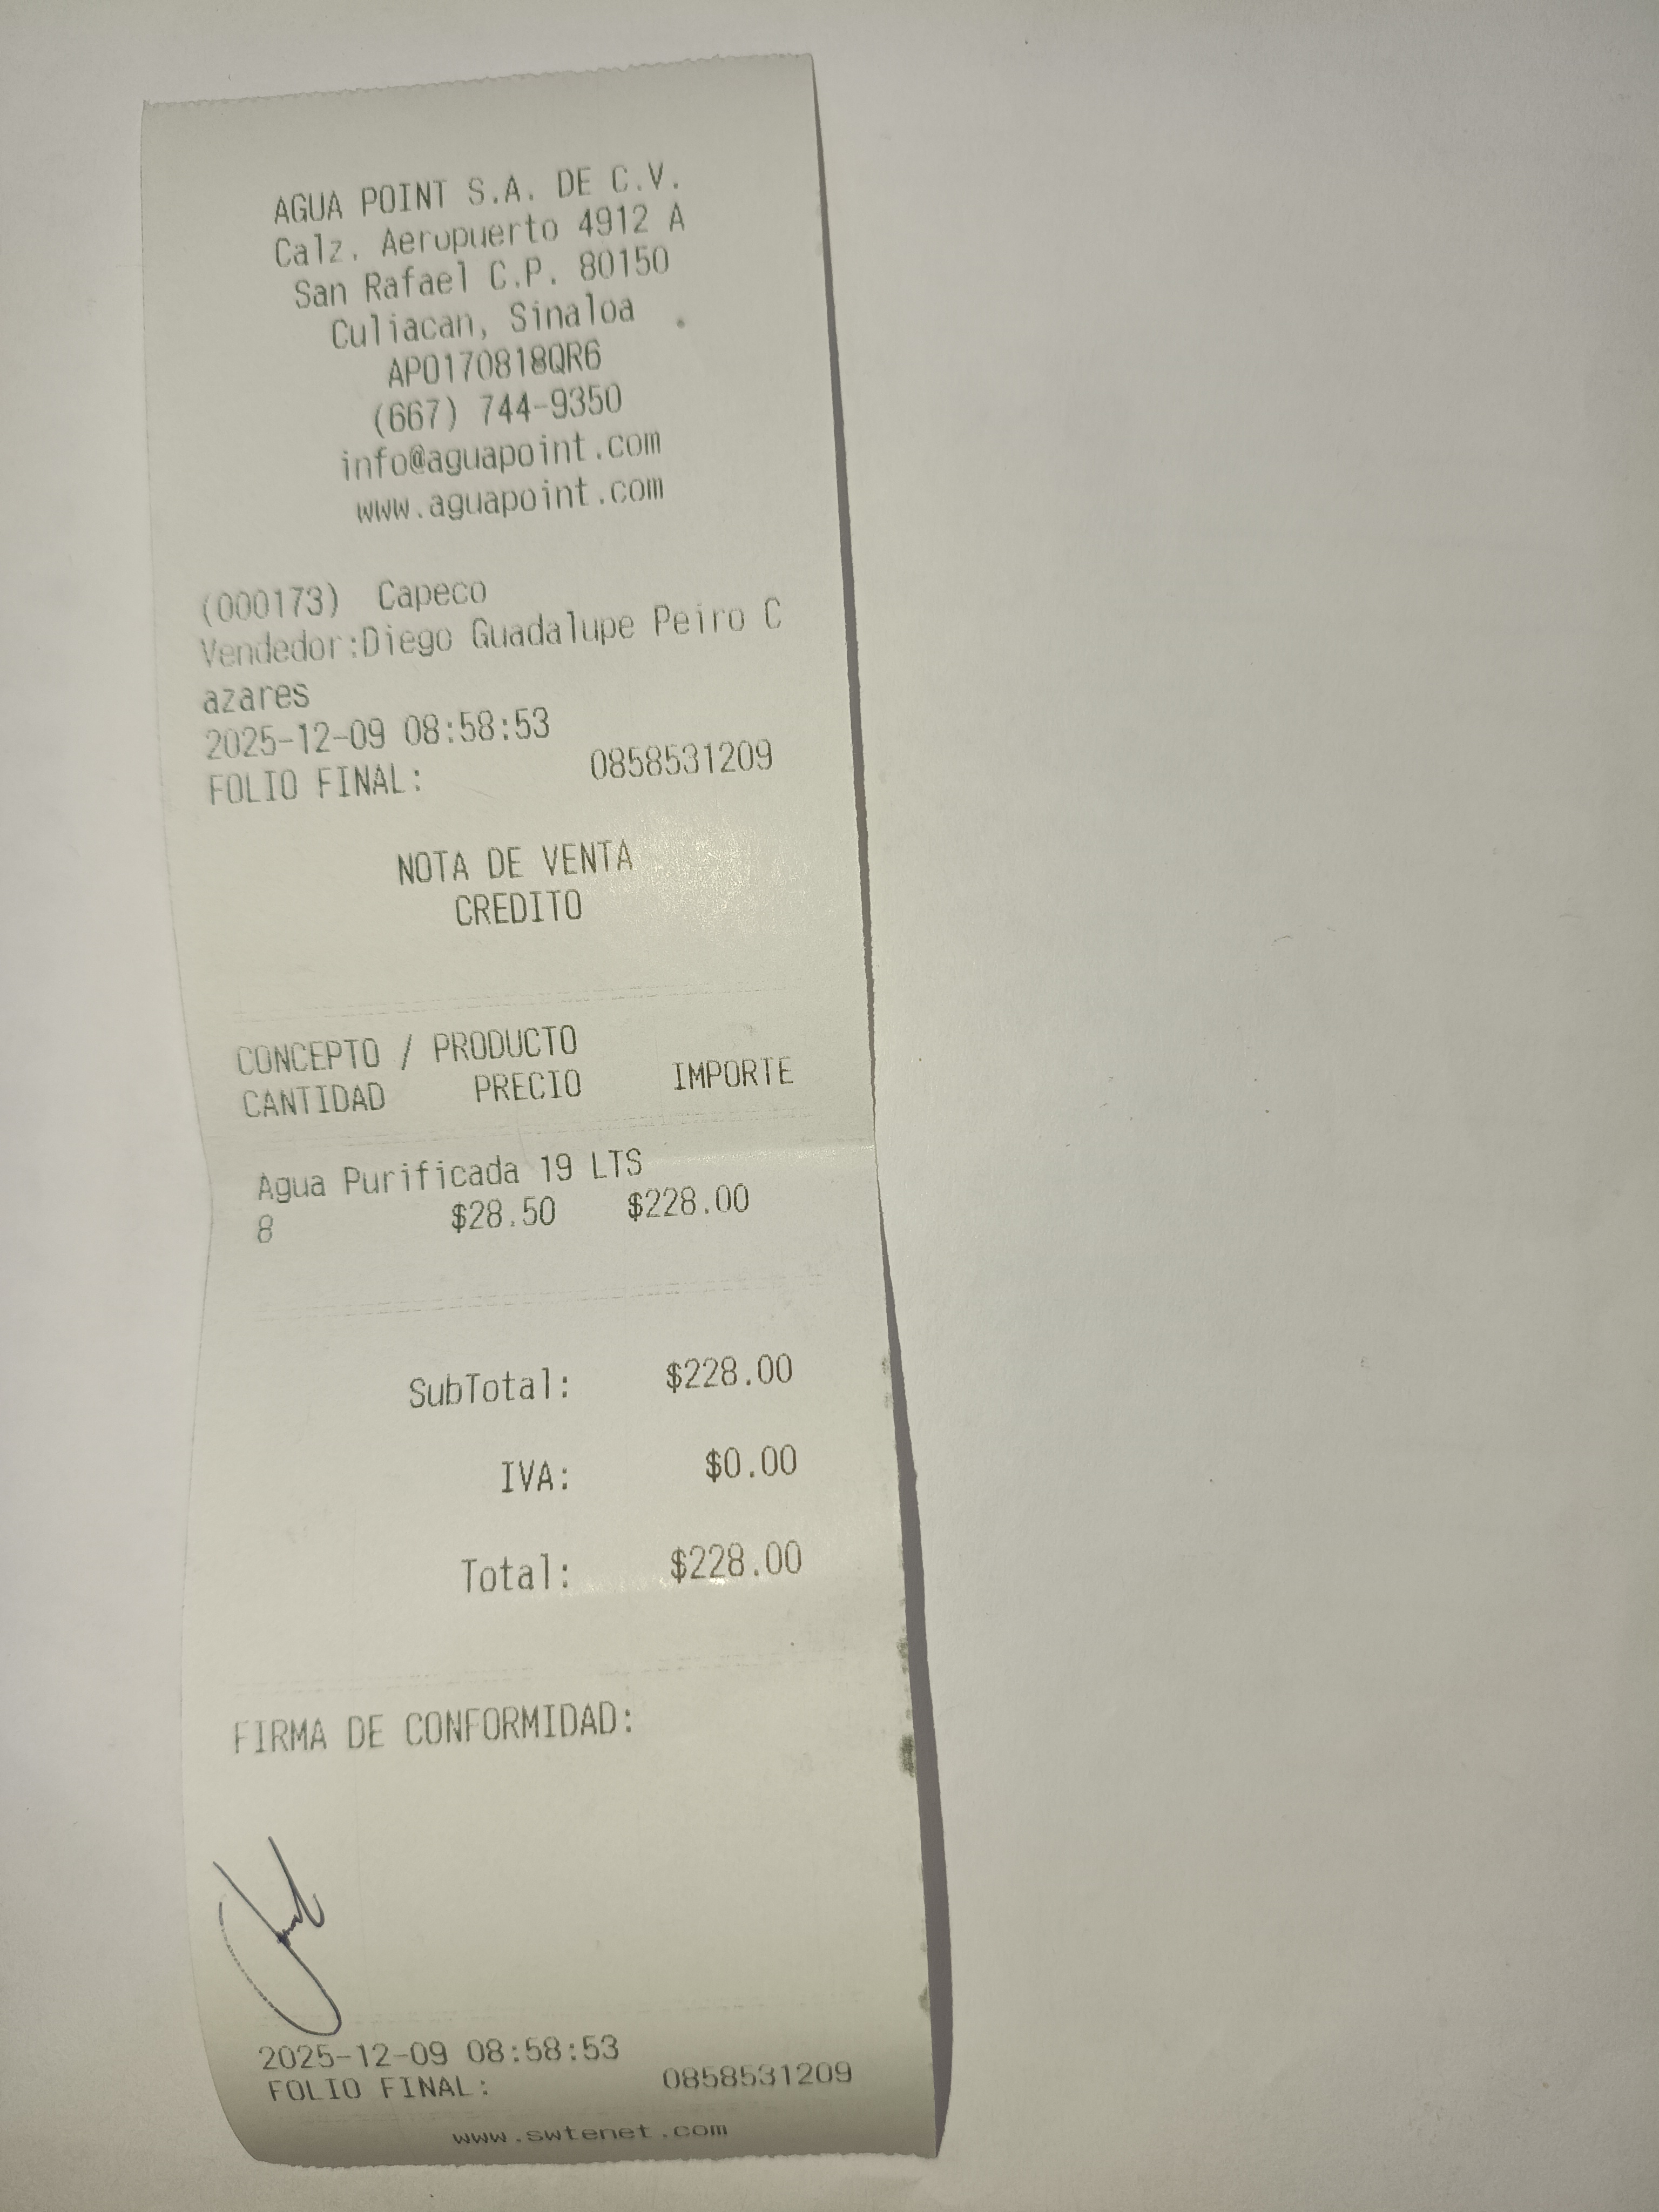 AGUA POINT S.A. DE C.V.
Calz. Aeropuerto 4912 A
San Rafael C.P. 80150
Culiacan, Sinaloa
APO170818QR6
(667) 744-9350
info@aguapoint.com
www.aguapoint.com
(000173) Capeco
Vendedor:Diego Guadalupe Peiro C
azares
2025-12-09 08:58:53
FOLIO FINAL: 0858531209
NOTA DE VENTA
CREDITO
CONCEPTO / PRODUCTO
CANTIDAD PRECIO IMPORTE
Agua Purificada 19 LTS
8 $28.50 $228.00
SubTotal: $228.00
IVA: $0.00
Total: $228.00
FIRMA DE CONFORMIDAD:
2025-12-09 08:58:53
FOLIO FINAL: 0858531209
www.swtenet.com